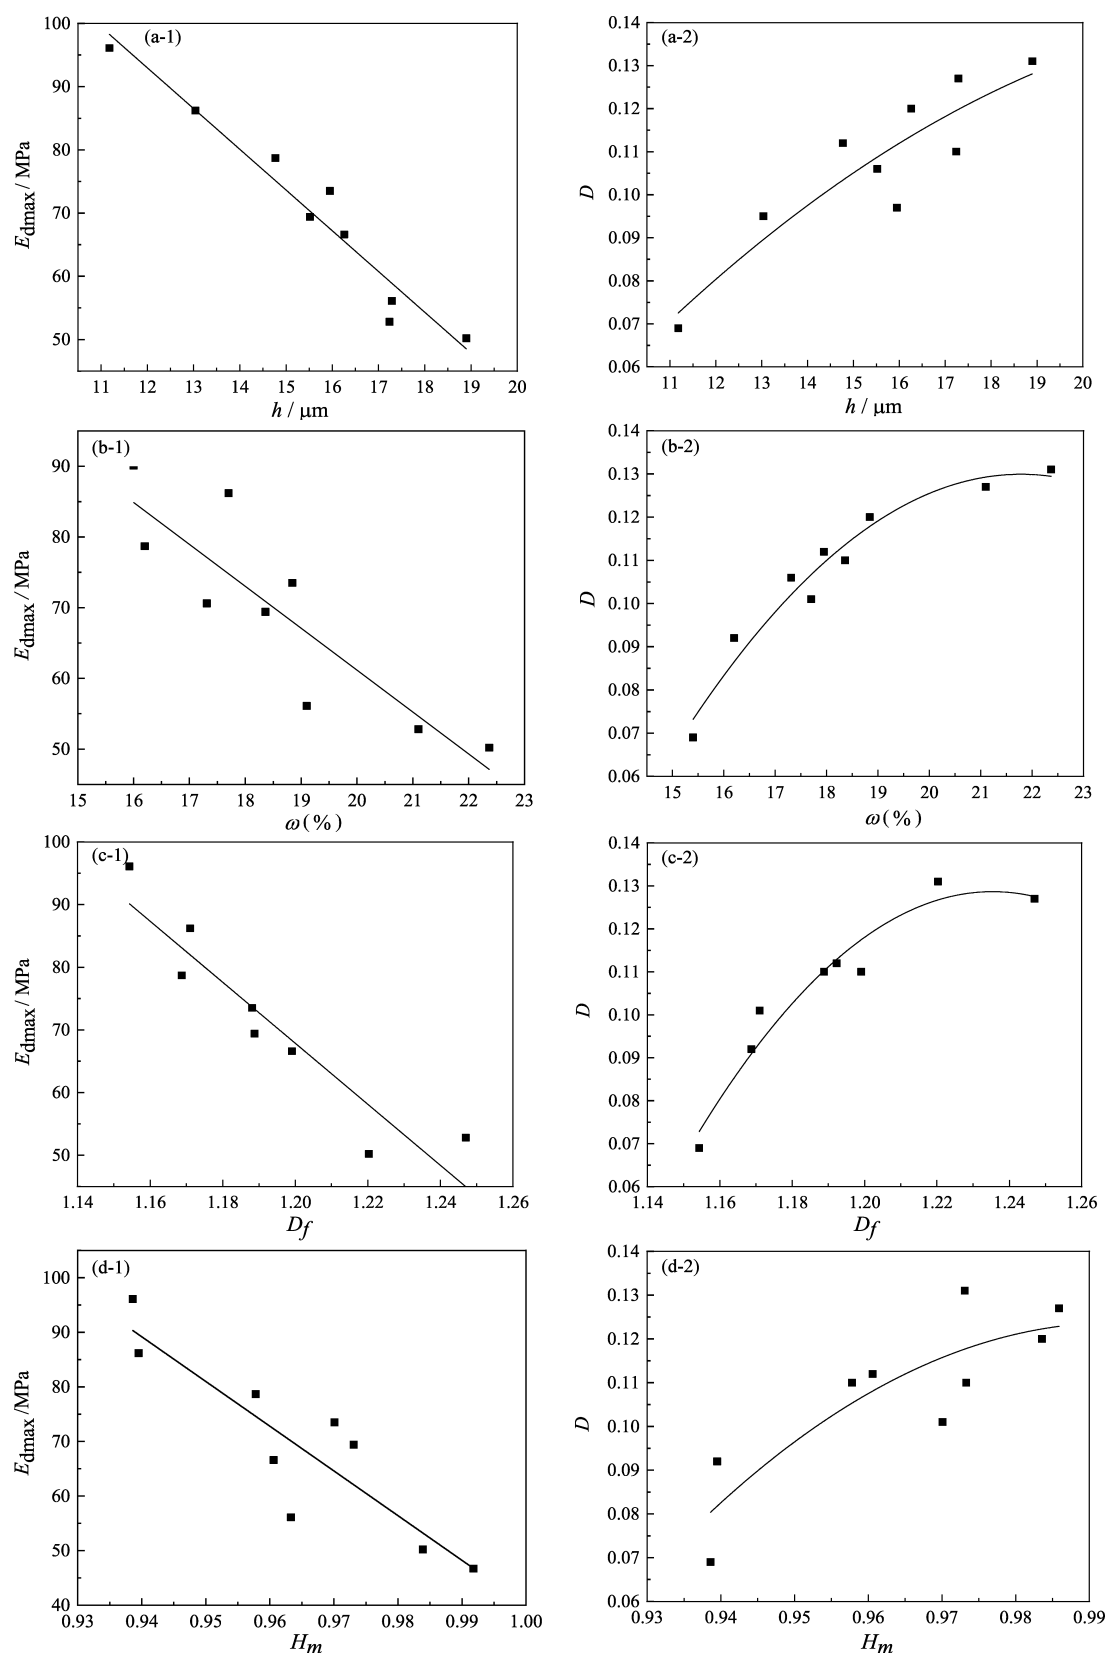 (a-1)
100
90
80
70
60
50
E dmax / MPa
11 12 13 14 15 16 17 18 19 20
h / μm
(a-2)
0.14
0.13
0.12
0.11
0.10
0.09
0.08
0.07
0.06
D
11 12 13 14 15 16 17 18 19 20
h / μm
(b-1)
90
80
70
60
50
E dmax / MPa
15 16 17 18 19 20 21 22 23
ω (%)
(b-2)
0.14
0.13
0.12
0.11
0.10
0.09
0.08
0.07
0.06
D
15 16 17 18 19 20 21 22 23
ω (%)
(c-1)
100
90
80
70
60
50
E dmax / MPa
1.14 1.16 1.18 1.20 1.22 1.24 1.26
D f
(c-2)
0.14
0.13
0.12
0.11
0.10
0.09
0.08
0.07
0.06
D
1.14 1.16 1.18 1.20 1.22 1.24 1.26
D f
(d-1)
100
90
80
70
60
50
40
E dmax /MPa
0.93 0.94 0.95 0.96 0.97 0.98 0.99 1.00
H m
(d-2)
0.14
0.13
0.12
0.11
0.10
0.09
0.08
0.07
0.06
D
0.93 0.94 0.95 0.96 0.97 0.98 0.99
H m